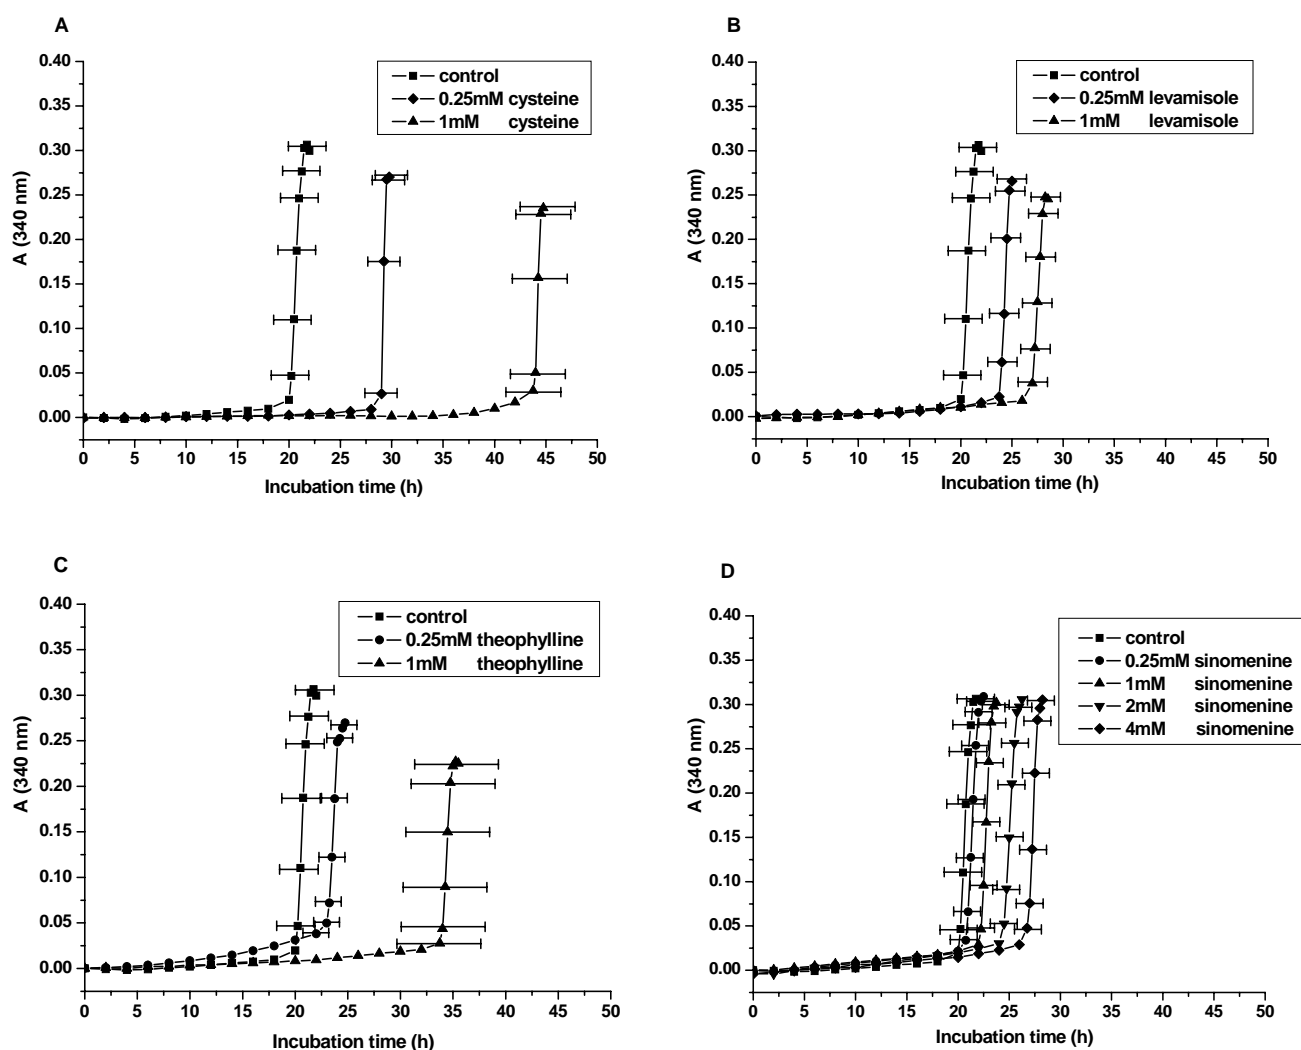 A
A (340 nm)
0.40
0.35
0.30
0.25
0.20
0.15
0.10
0.05
0.00
control
0.25mM cysteine
1mM cysteine
0 5 10 15 20 25 30 35 40 45 50
Incubation time (h)
B
A (340 nm)
0.40
0.35
0.30
0.25
0.20
0.15
0.10
0.05
0.00
control
0.25mM levamisole
1mM levamisole
0 5 10 15 20 25 30 35 40 45 50
Incubation time (h)
C
A (340 nm)
0.40
0.35
0.30
0.25
0.20
0.15
0.10
0.05
0.00
control
0.25mM theophylline
1mM theophylline
0 5 10 15 20 25 30 35 40 45 50
Incubation time (h)
D
A (340 nm)
0.40
0.35
0.30
0.25
0.20
0.15
0.10
0.05
0.00
control
0.25mM sinomenine
1mM sinomenine
2mM sinomenine
4mM sinomenine
0 5 10 15 20 25 30 35 40 45 50
Incubation time (h)